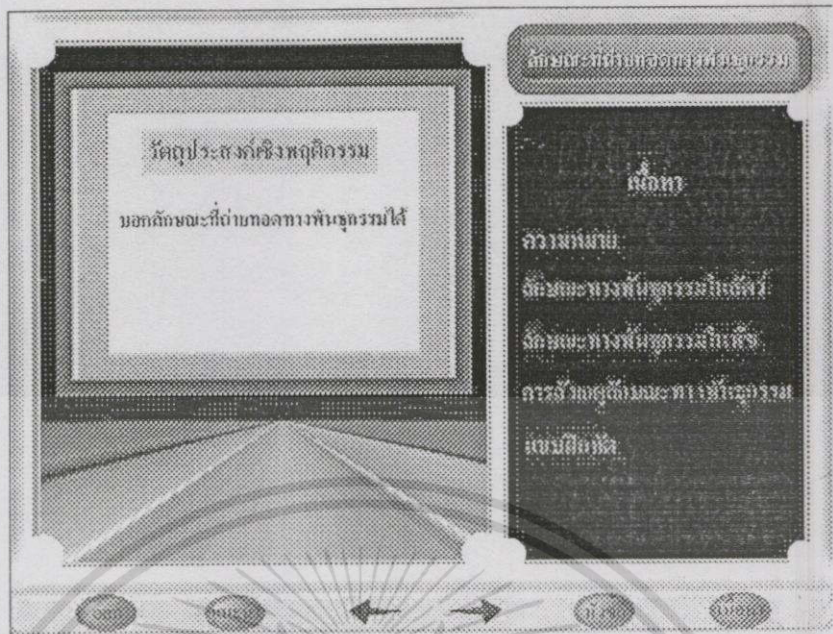 ลักษณะที่ถ่ายทอดทางพันธุกรรม
วัตถุประสงค์เชิงพฤติกรรม
บอกลักษณะที่ถ่ายทอดทางพันธุกรรมได้
เนื้อหา
ความหมาย
ลักษณะทางพันธุกรรมในสัตว์
ลักษณะทางพันธุกรรมในพืช
การสังเกตุลักษณะทางพันธุกรรม
แบบฝึกหัด